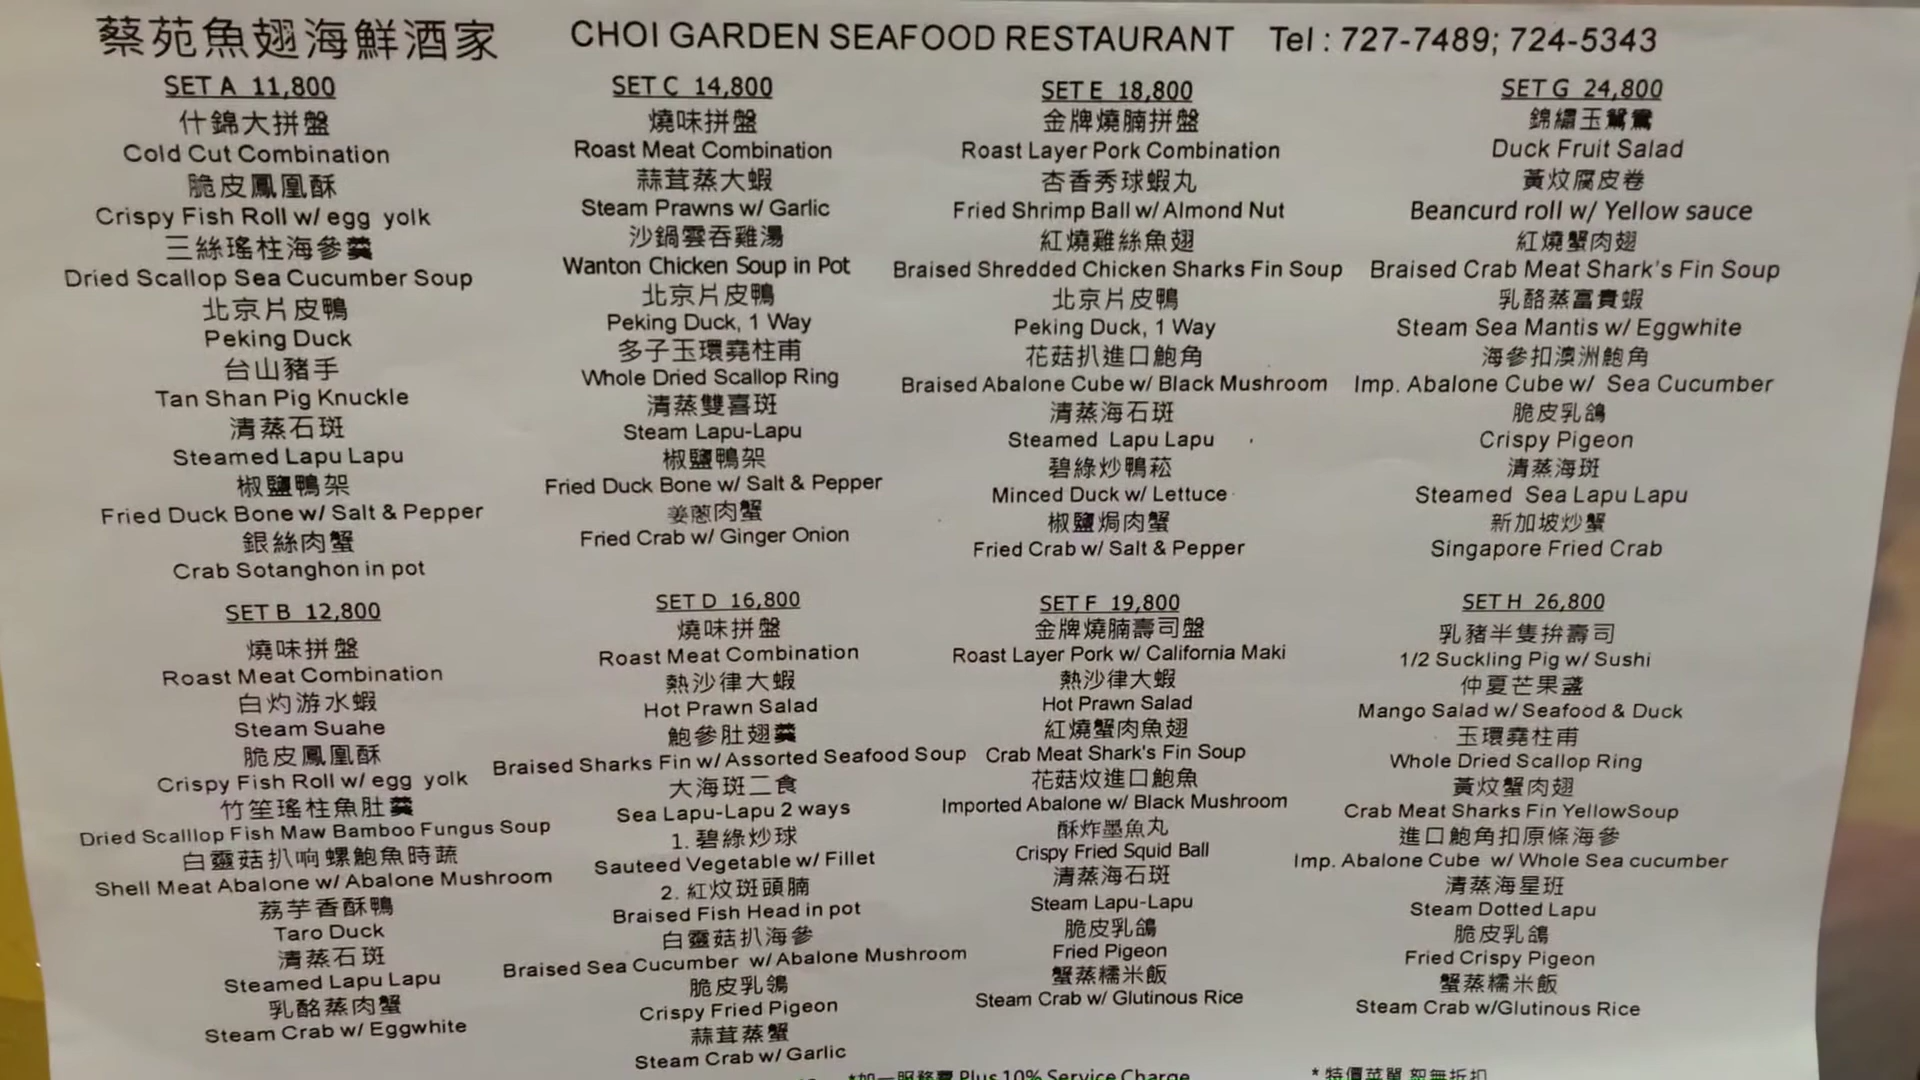 蔡苑魚翅海鮮酒家 CHOI GARDEN SEAFOOD RESTAURANT Tel : 727-7489; 724-5343
SET A 11,800
什錦大拼盤
Cold Cut Combination
脆皮鳳凰酥
Crispy Fish Roll w/ egg yolk
三絲瑤柱海參羹
Dried Scallop Sea Cucumber Soup
北京片皮鴨
Peking Duck
台山豬手
Tan Shan Pig Knuckle
清蒸石斑
Steamed Lapu Lapu
椒鹽鴨架
Fried Duck Bone w/ Salt & Pepper
銀絲肉蟹
Crab Sotanghon in pot
SET B 12,800
燒味拼盤
Roast Meat Combination
白灼游水蝦
Steam Suahe
脆皮鳳凰酥
Crispy Fish Roll w/ egg yolk
竹笙瑤柱魚肚羹
Dried Scalllop Fish Maw Bamboo Fungus Soup
白靈菇扒响螺鮑魚時蔬
Shell Meat Abalone w/ Abalone Mushroom
荔芋香酥鴨
Taro Duck
清蒸石斑
Steamed Lapu Lapu
乳酪蒸肉蟹
Steam Crab w/ Eggwhite
SET C 14,800
燒味拼盤
Roast Meat Combination
蒜茸蒸大蝦
Steam Prawns w/ Garlic
沙鍋雲吞雞湯
Wanton Chicken Soup in Pot
北京片皮鴨
Peking Duck, 1 Way
多子玉環堯柱甫
Whole Dried Scallop Ring
清蒸雙喜斑
Steam Lapu-Lapu
椒鹽鴨架
Fried Duck Bone w/ Salt & Pepper
姜蔥肉蟹
Fried Crab w/ Ginger Onion
SET D 16,800
燒味拼盤
Roast Meat Combination
熱沙律大蝦
Hot Prawn Salad
鮑參肚翅羹
Braised Sharks Fin w/ Assorted Seafood Soup
大海斑二食
Sea Lapu-Lapu 2 ways
1. 碧綠炒球
Sauteed Vegetable w/ Fillet
2. 紅炆斑頭腩
Braised Fish Head in pot
白靈菇扒海參
Braised Sea Cucumber w/ Abalone Mushroom
脆皮乳鴿
Crispy Fried Pigeon
蒜茸蒸蟹
Steam Crab w/ Garlic
SET E 18,800
金牌燒腩拼盤
Roast Layer Pork Combination
杏香秀球蝦丸
Fried Shrimp Ball w/ Almond Nut
紅燒雞絲魚翅
Braised Shredded Chicken Sharks Fin Soup
北京片皮鴨
Peking Duck, 1 Way
花菇扒進口鮑角
Braised Abalone Cube w/ Black Mushroom
清蒸海石斑
Steamed Lapu Lapu
碧綠炒鴨菘
Minced Duck w/ Lettuce
椒鹽焗肉蟹
Fried Crab w/ Salt & Pepper
SET F 19,800
金牌燒腩壽司盤
Roast Layer Pork w/ California Maki
熱沙律大蝦
Hot Prawn Salad
紅燒蟹肉魚翅
Crab Meat Shark's Fin Soup
花菇炆進口鮑魚
Imported Abalone w/ Black Mushroom
酥炸墨魚丸
Crispy Fried Squid Ball
清蒸海石斑
Steam Lapu-Lapu
脆皮乳鴿
Fried Pigeon
蟹蒸糯米飯
Steam Crab w/ Glutinous Rice
SET G 24,800
錦繡玉鴛鴦
Duck Fruit Salad
黃炆腐皮卷
Beancurd roll w/ Yellow sauce
紅燒蟹肉翅
Braised Crab Meat Shark's Fin Soup
乳酪蒸富貴蝦
Steam Sea Mantis w/ Eggwhite
海參扣澳洲鮑角
Imp. Abalone Cube w/ Sea Cucumber
脆皮乳鴿
Crispy Pigeon
清蒸海斑
Steamed Sea Lapu Lapu
新加坡炒蟹
Singapore Fried Crab
SET H 26,800
乳豬半隻拚壽司
1/2 Suckling Pig w/ Sushi
仲夏芒果盞
Mango Salad w/ Seafood & Duck
玉環堯柱甫
Whole Dried Scallop Ring
黃炆蟹肉翅
Crab Meat Sharks Fin YellowSoup
進口鮑角扣原條海參
Imp. Abalone Cube w/ Whole Sea cucumber
清蒸海星班
Steam Dotted Lapu
脆皮乳鴿
Fried Crispy Pigeon
蟹蒸糯米飯
Steam Crab w/Glutinous Rice
*加一服務費 Plus 10% Service Charge
* 特價菜單 恕無折扣